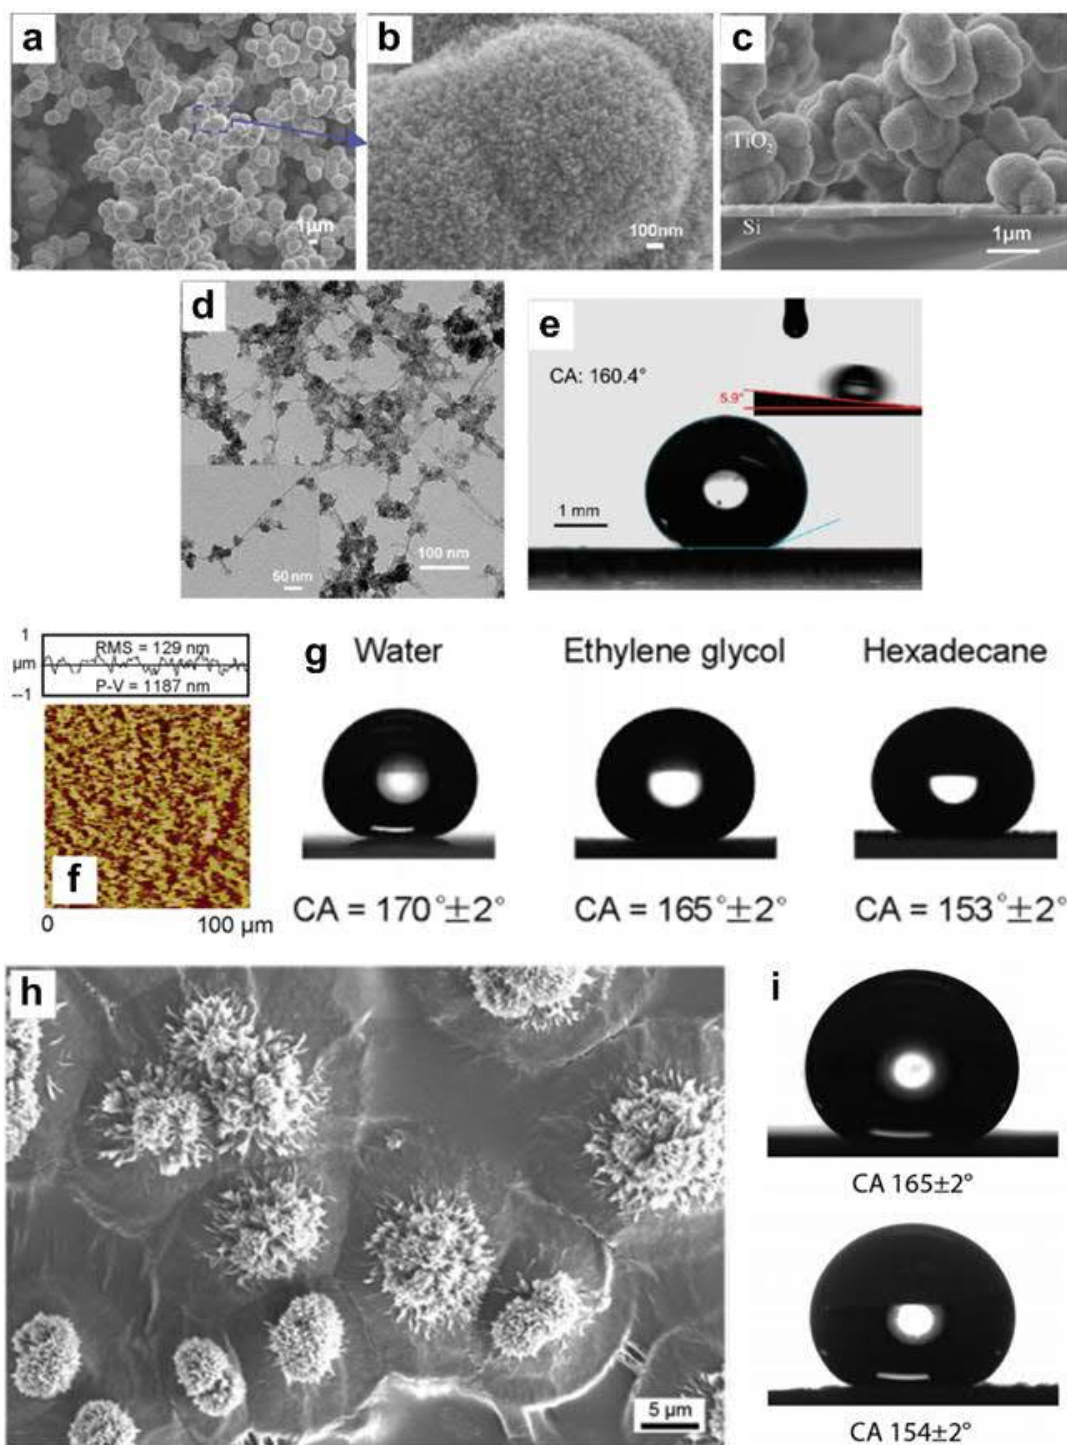 a
b
c
1µm
100nm
TiO₂
Si
1µm
d
100 nm
50 nm
e
CA: 160.4°
5.9°
1 mm
1
RMS = 129 nm
µm
P-V = 1187 nm
--1
f
0
100 µm
g
Water
Ethylene glycol
Hexadecane
CA = 170°±2°
CA = 165°±2°
CA = 153°±2°
h
5 µm
i
CA 165±2°
CA 154±2°